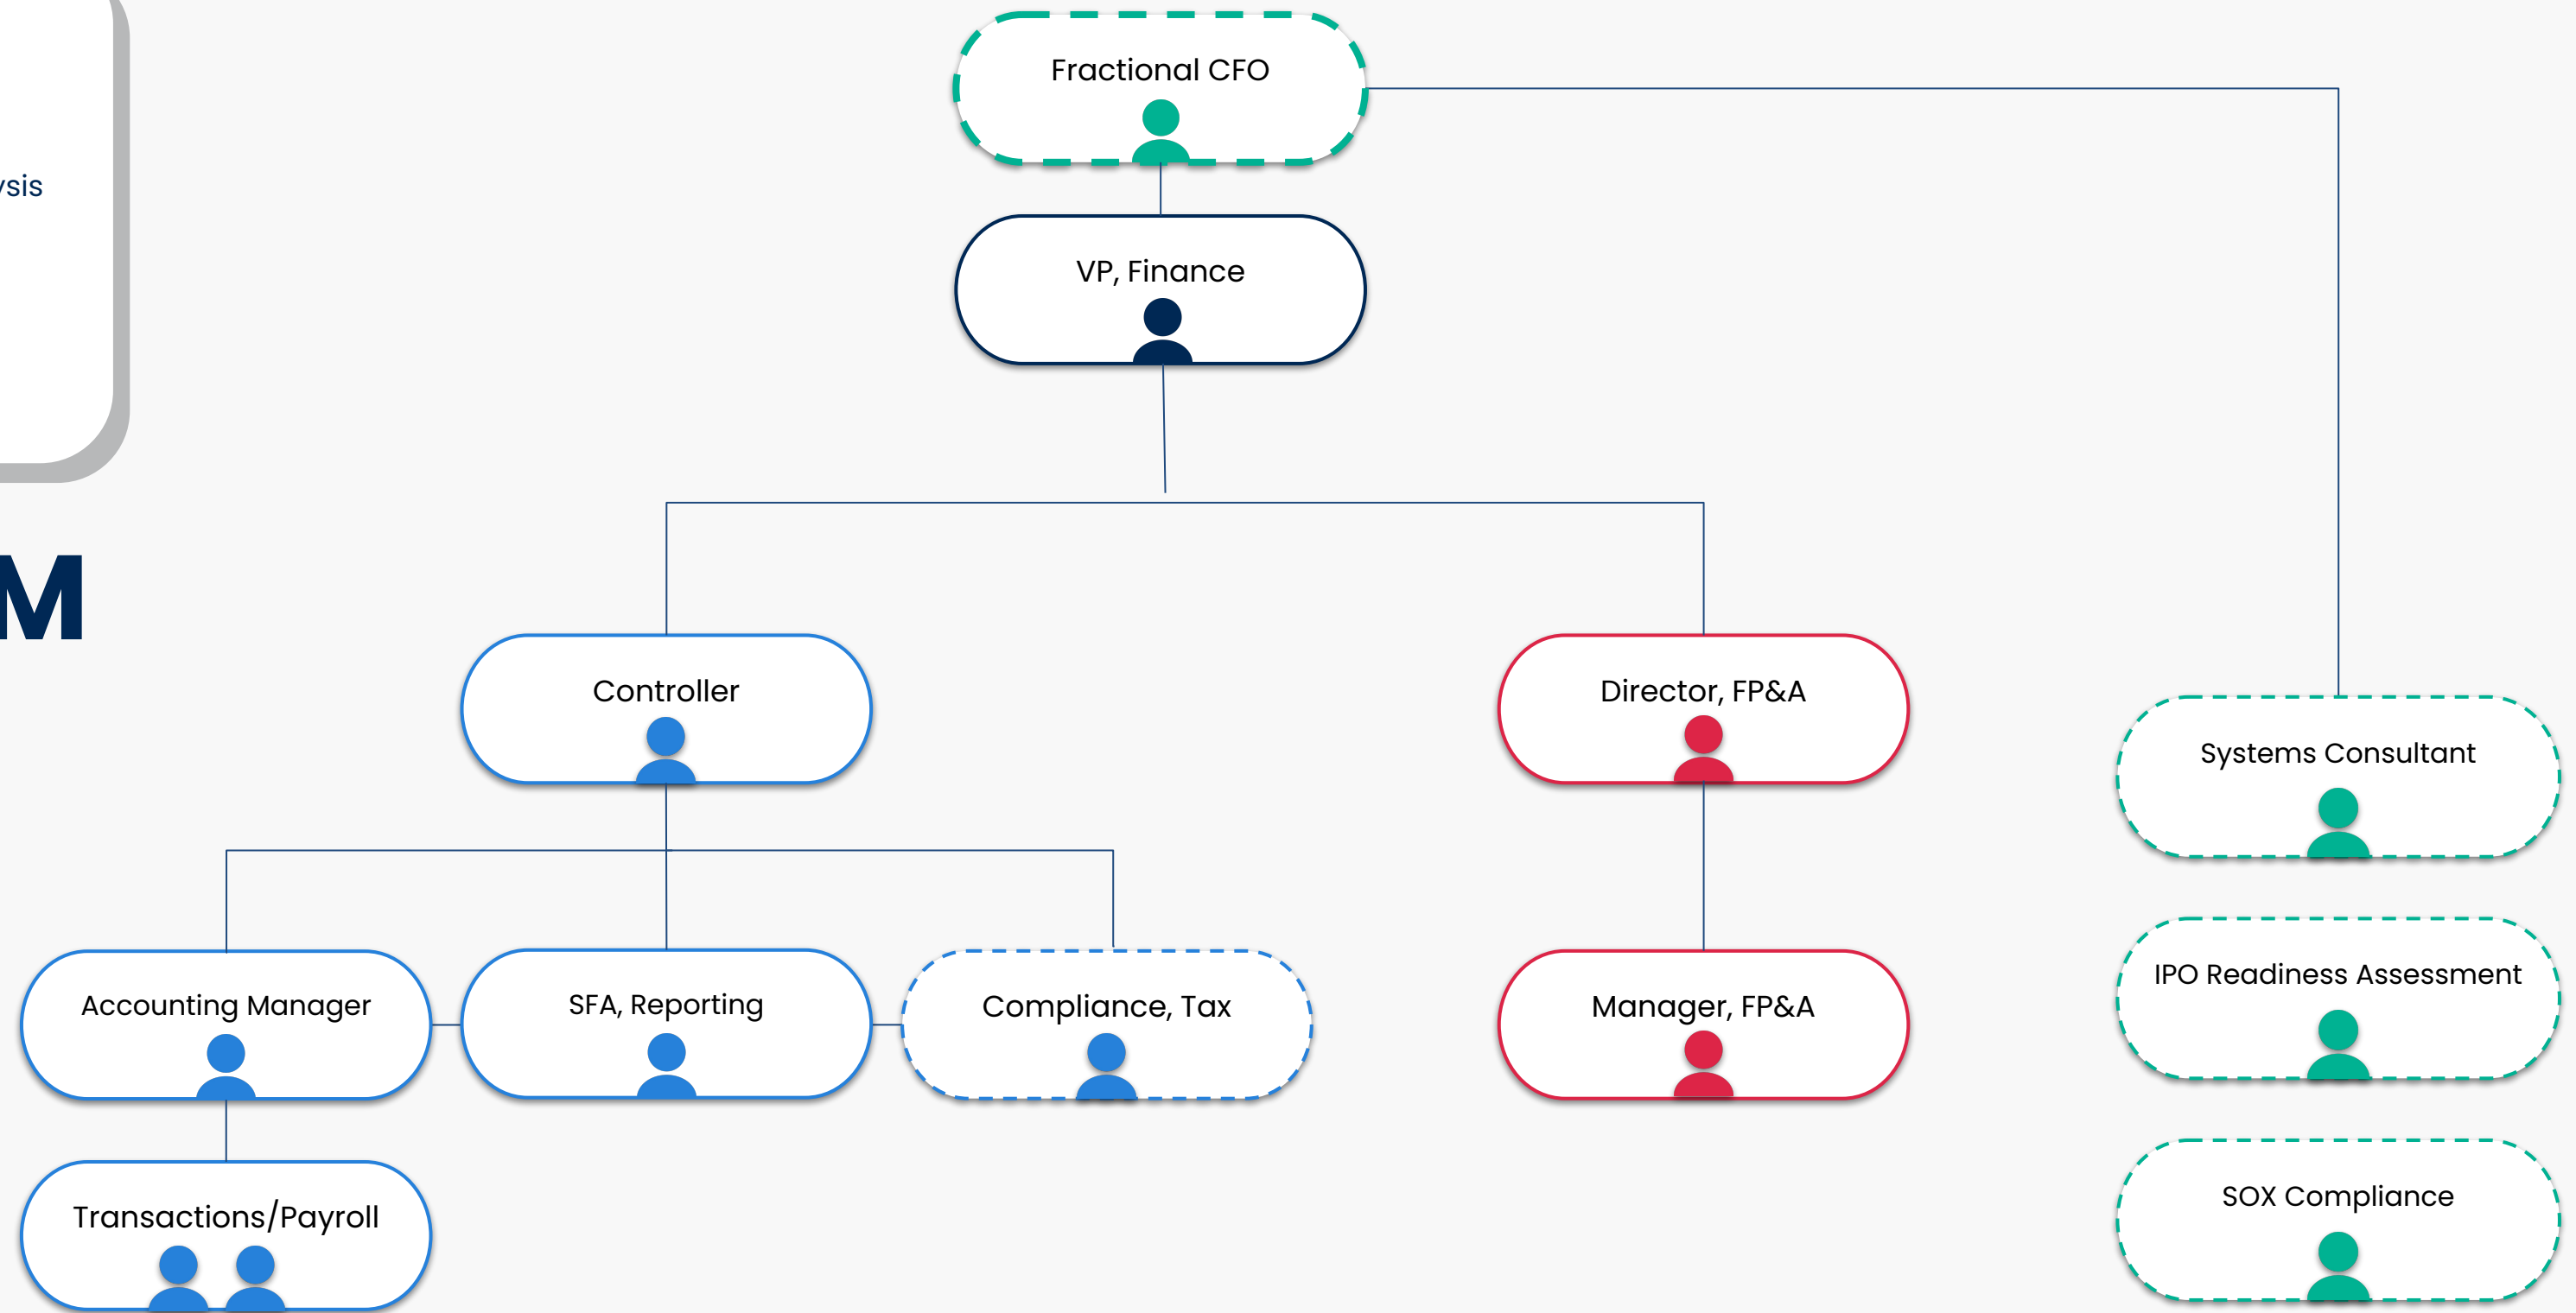 Fractional CFO
VP, Finance
Controller
Director, FP&A
Systems Consultant
Accounting Manager
SFA, Reporting
Compliance, Tax
Manager, FP&A
IPO Readiness Assessment
Transactions/Payroll
SOX Compliance